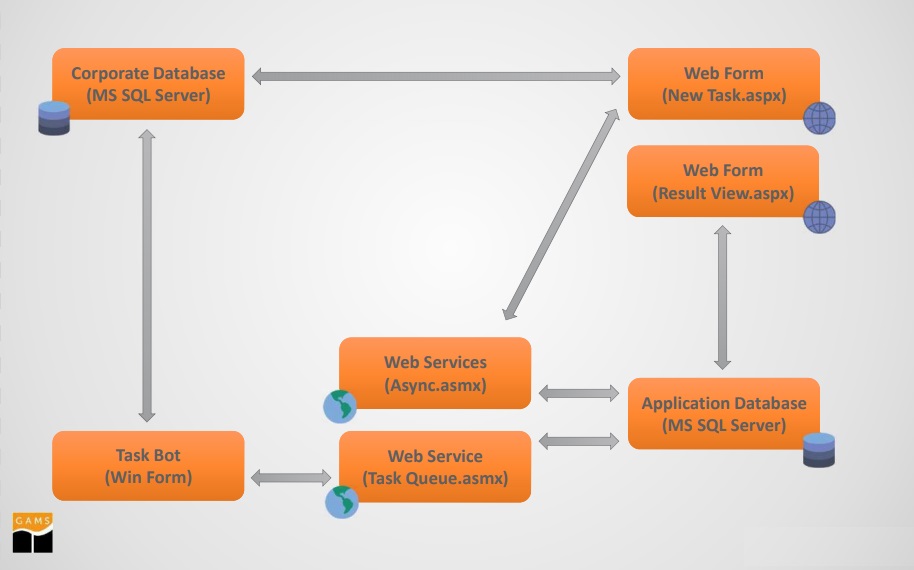 Corporate Database
(MS SQL Server)
Web Form
(New Task.aspx)
Web Form
(Result View.aspx)
Web Services
(Async.asmx)
Application Database
(MS SQL Server)
Task Bot
(Win Form)
Web Service
(Task Queue.asmx)
GAMS